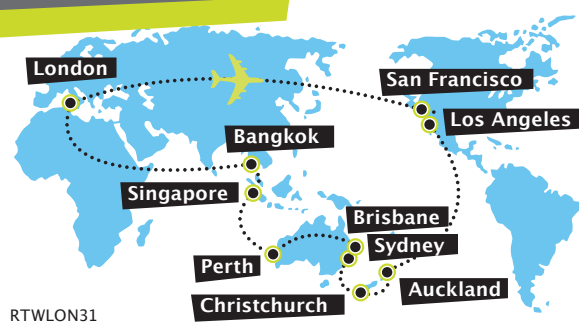 London
San Francisco
Los Angeles
Bangkok
Singapore
Brisbane
Sydney
Perth
Auckland
Christchurch
RTWLON31